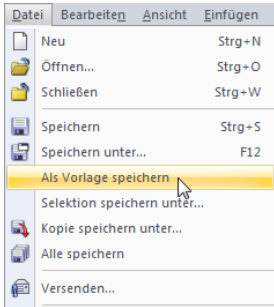 Datei Bearbeiten Ansicht Einfügen
Neu Strg+N
Öffnen... Strg+O
Schließen Strg+W
Speichern Strg+S
Speichern unter... F12
Als Vorlage speichern
Selektion speichern unter...
Kopie speichern unter...
Alle speichern
Versenden...